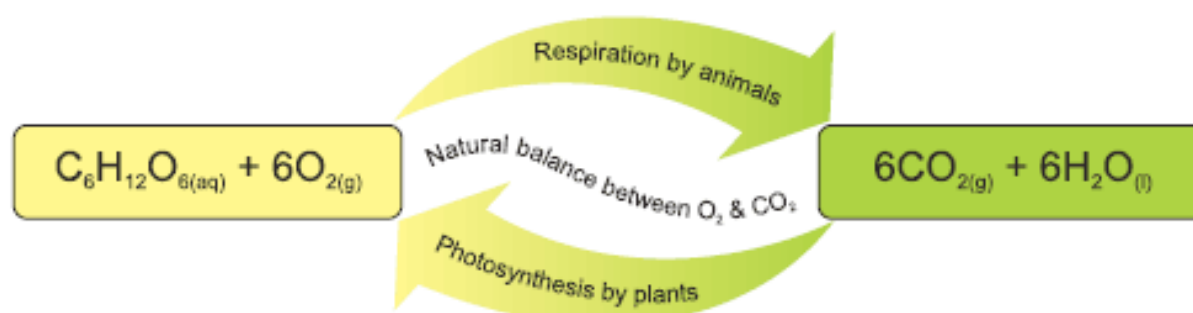 Respiration by animals
C₆H₁₂O₆(aq) + 6O₂(g)
Natural balance between O₂ & CO₂
6CO₂(g) + 6H₂O(l)
Photosynthesis by plants